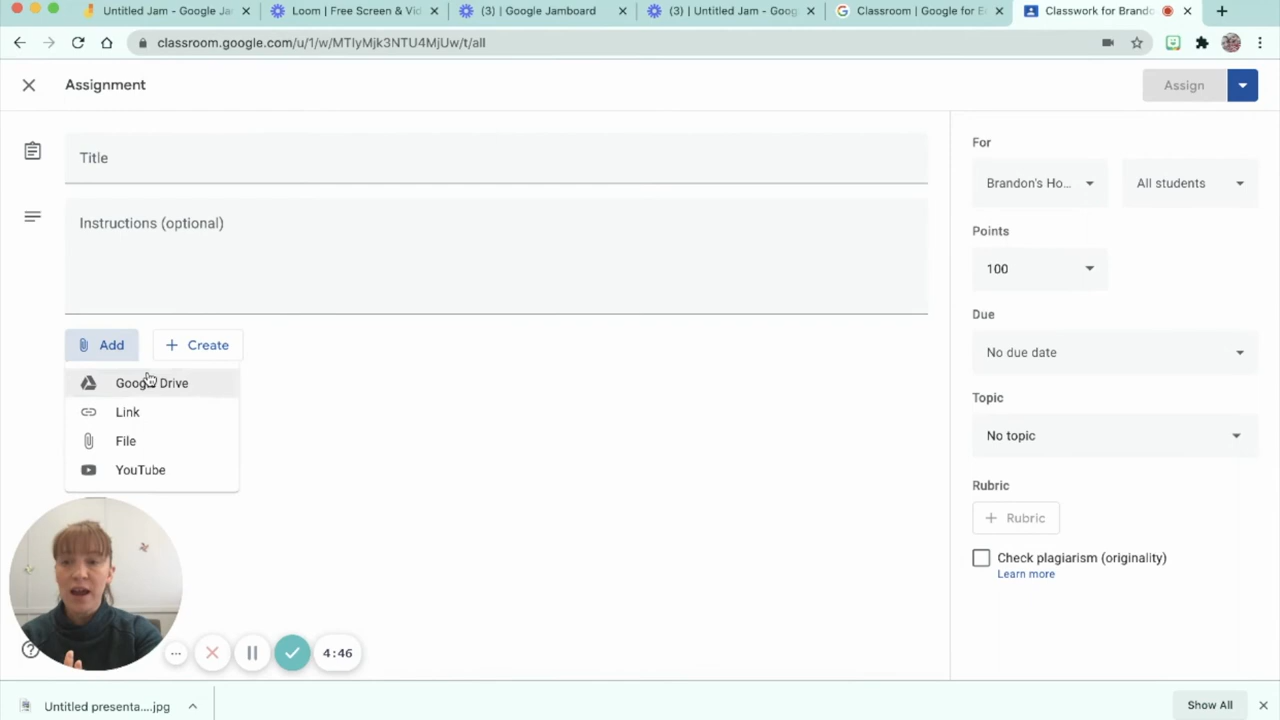 Untitled Jam - Google Ja
Loom | Free Screen & Vid
(3) | Google Jamboard
(3) | Untitled Jam - Goog
Classroom | Google for E
Classwork for Brando
classroom.google.com/u/1/w/MTIyMjk3NTU4MjUw/t/all
Assignment
Assign
Title
Instructions (optional)
Add
Create
Google Drive
Link
File
YouTube
For
Brandon's Ho...
All students
Points
100
Due
No due date
Topic
No topic
Rubric
+ Rubric
Check plagiarism (originality)
Learn more
4:46
Untitled presenta....jpg
Show All